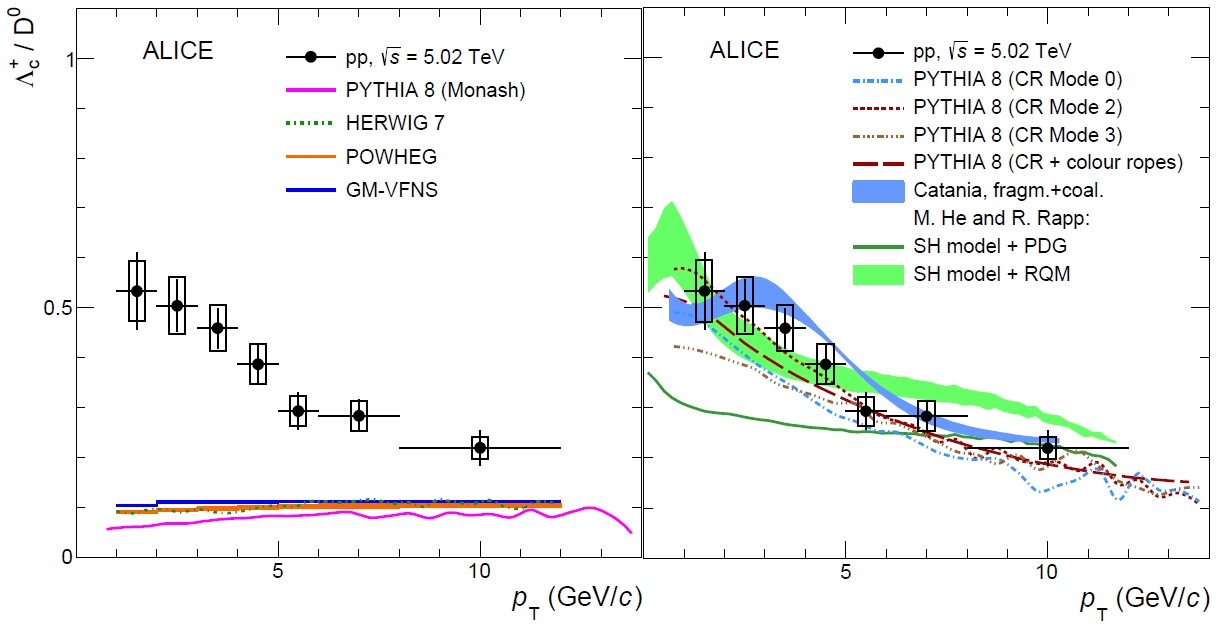 Λc+ / D0
1
0.5
0
ALICE
pp, √s = 5.02 TeV
PYTHIA 8 (Monash)
HERWIG 7
POWHEG
GM-VFNS
5
10
pT (GeV/c)
ALICE
pp, √s = 5.02 TeV
PYTHIA 8 (CR Mode 0)
PYTHIA 8 (CR Mode 2)
PYTHIA 8 (CR Mode 3)
PYTHIA 8 (CR + colour ropes)
Catania, fragm.+coal.
M. He and R. Rapp:
SH model + PDG
SH model + RQM
5
10
pT (GeV/c)